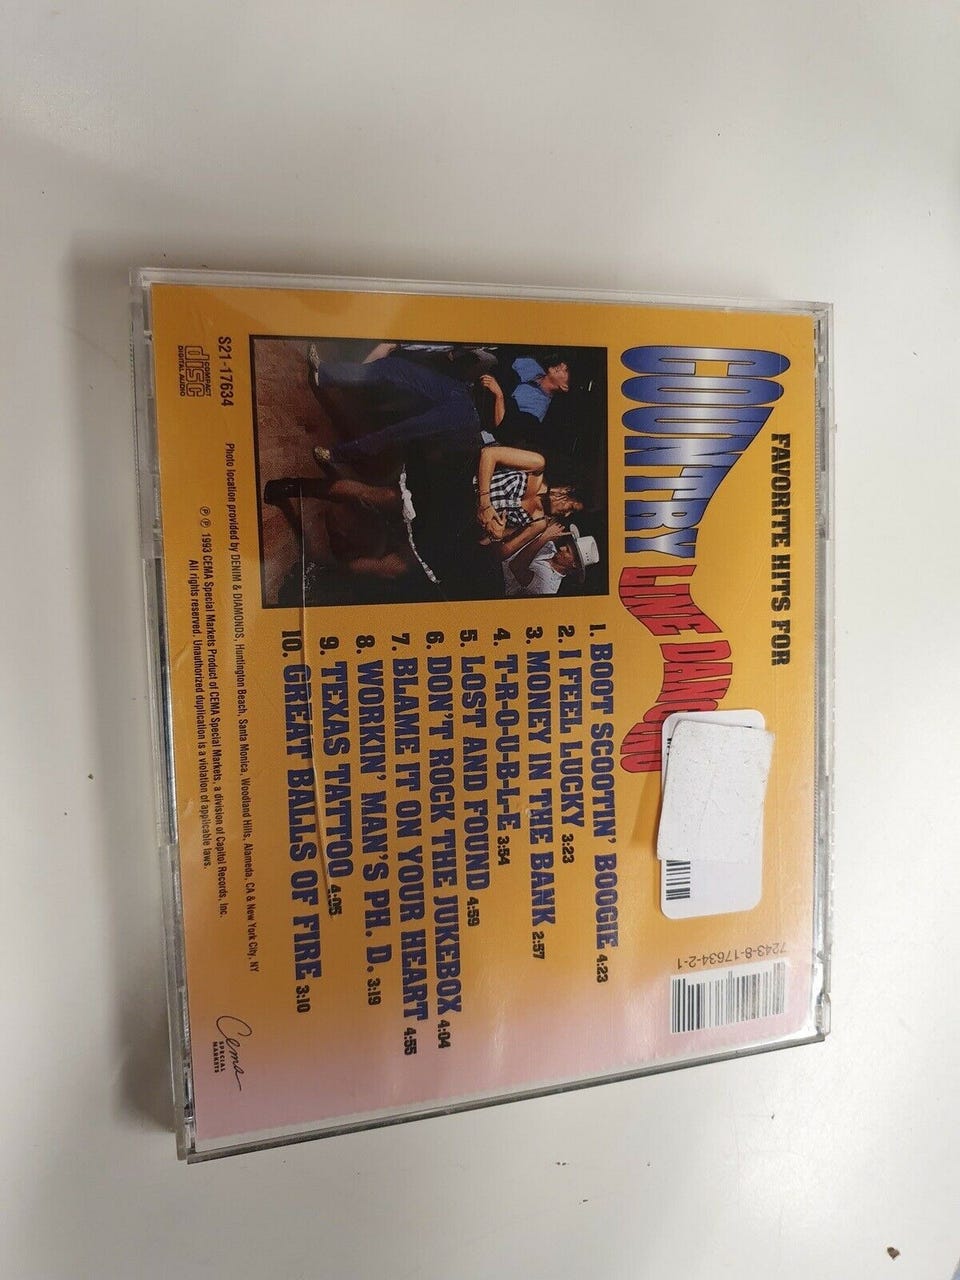 FAVORITE HITS FOR
COUNTRY LINE
1. BOOT SCOOTIN' BOOGIE 4:23
2. I FEEL LUCKY 3:23
3. MONEY IN THE BANK 2:57
4. T-R-O-U-B-L-E 3:54
5. LOST AND FOUND 4:59
6. DON'T ROCK THE JUKEBOX 4:04
7. BLAME IT ON YOUR HEART 4:55
8. WORKIN' MAN'S PH. D. 3:19
9. TEXAS TATTOO 4:05
10. GREAT BALLS OF FIRE 3:10
7243-8-17634-2-1
S21-17634
COMPACT
disc
DIGITAL AUDIO
Photo location provided by DENIM & DIAMONDS, Huntington Beach, Santa Monica, Woodland Hills, Alameda, CA & New York City, NY
℗ ℗ 1993 CEMA Special Markets Product of CEMA Special Markets, a division of Capitol Records, Inc.
All rights reserved. Unauthorized duplication is a violation of applicable laws.
Cema
SPECIAL
MARKETS